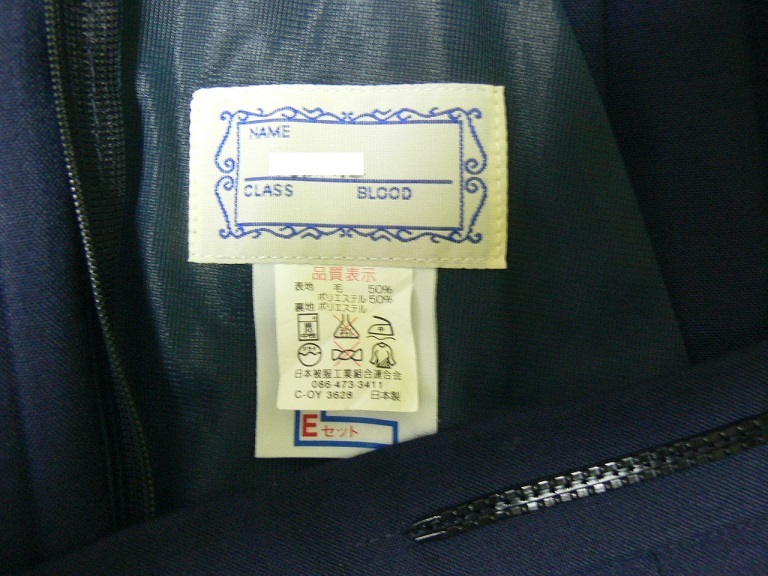 NAME
CLASS BLOOD
品質表示
表地 毛 50%
ポリエステル 50%
裏地 ポリエステル
中
日本被服工業組合連合会
086-473-3411
C-OY 3628 日本製
Eセット